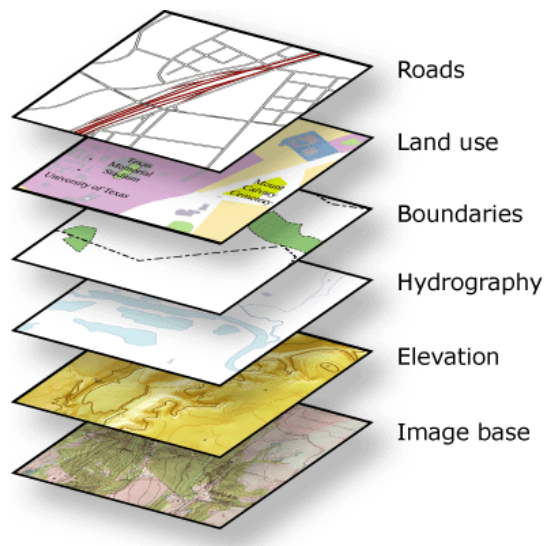 Roads
Land use
Texas
Memorial
Stadium
University of Texas
Mount
Calvary
Cemetery
Boundaries
Hydrography
Elevation
Image base